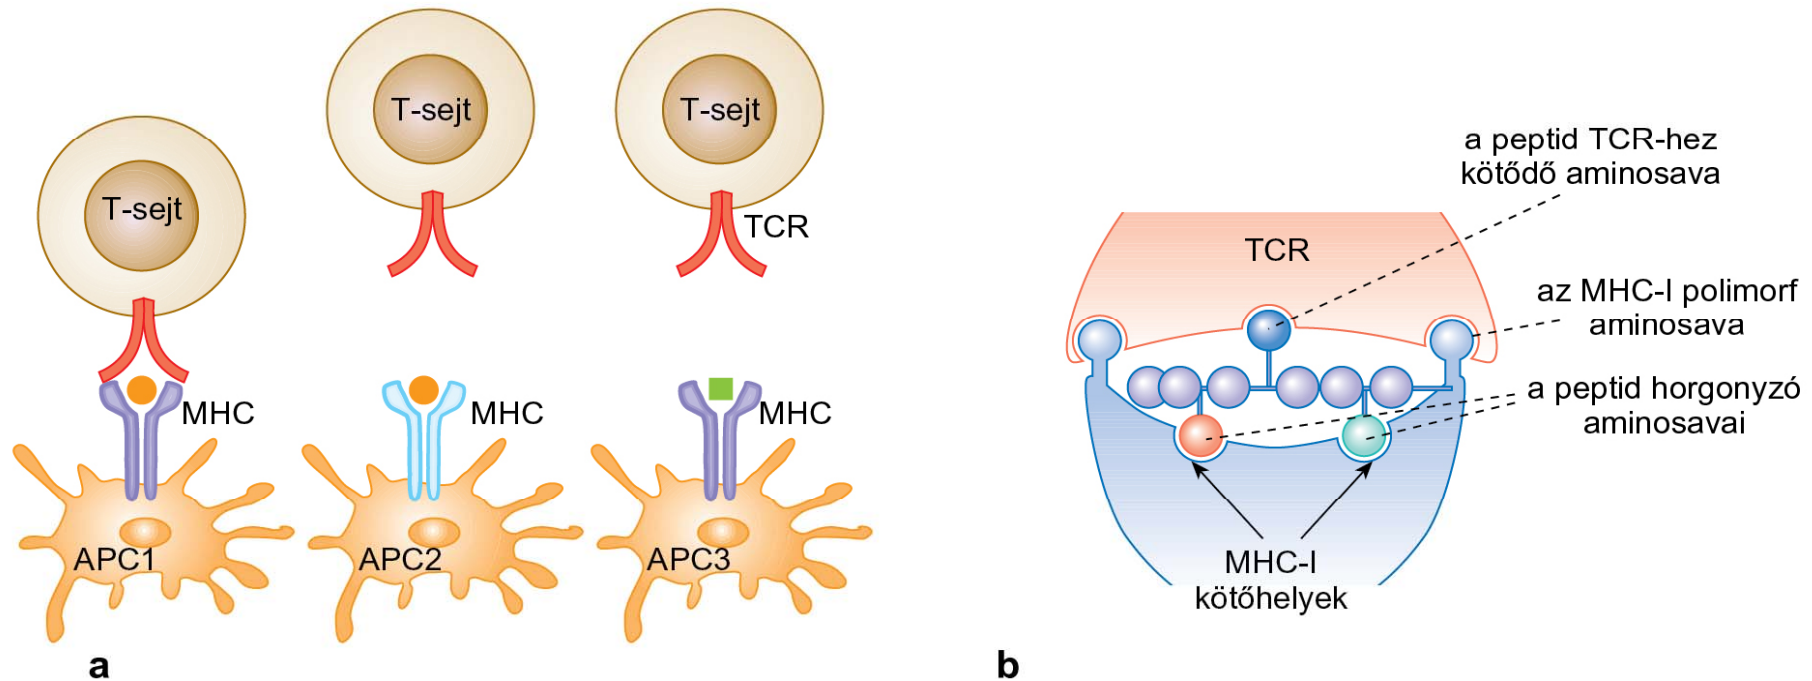 T-sejt
T-sejt
T-sejt
TCR
MHC
MHC
MHC
APC1
APC2
APC3
a
a peptid TCR-hez
kötődő aminosava
TCR
az MHC-I polimorf
aminosava
a peptid horgonyzó
aminosavai
MHC-I
kötőhelyek
b